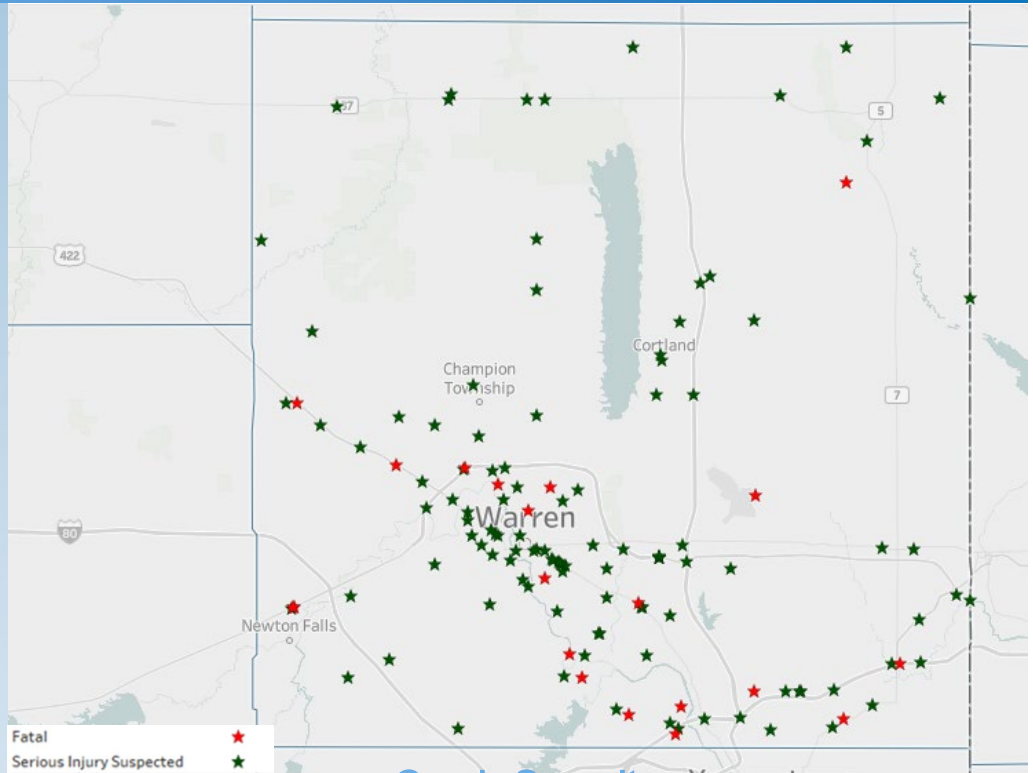 87
5
422
Cortland
Champion
Township
7
Warren
80
Newton Falls
Fatal
Serious Injury Suspected